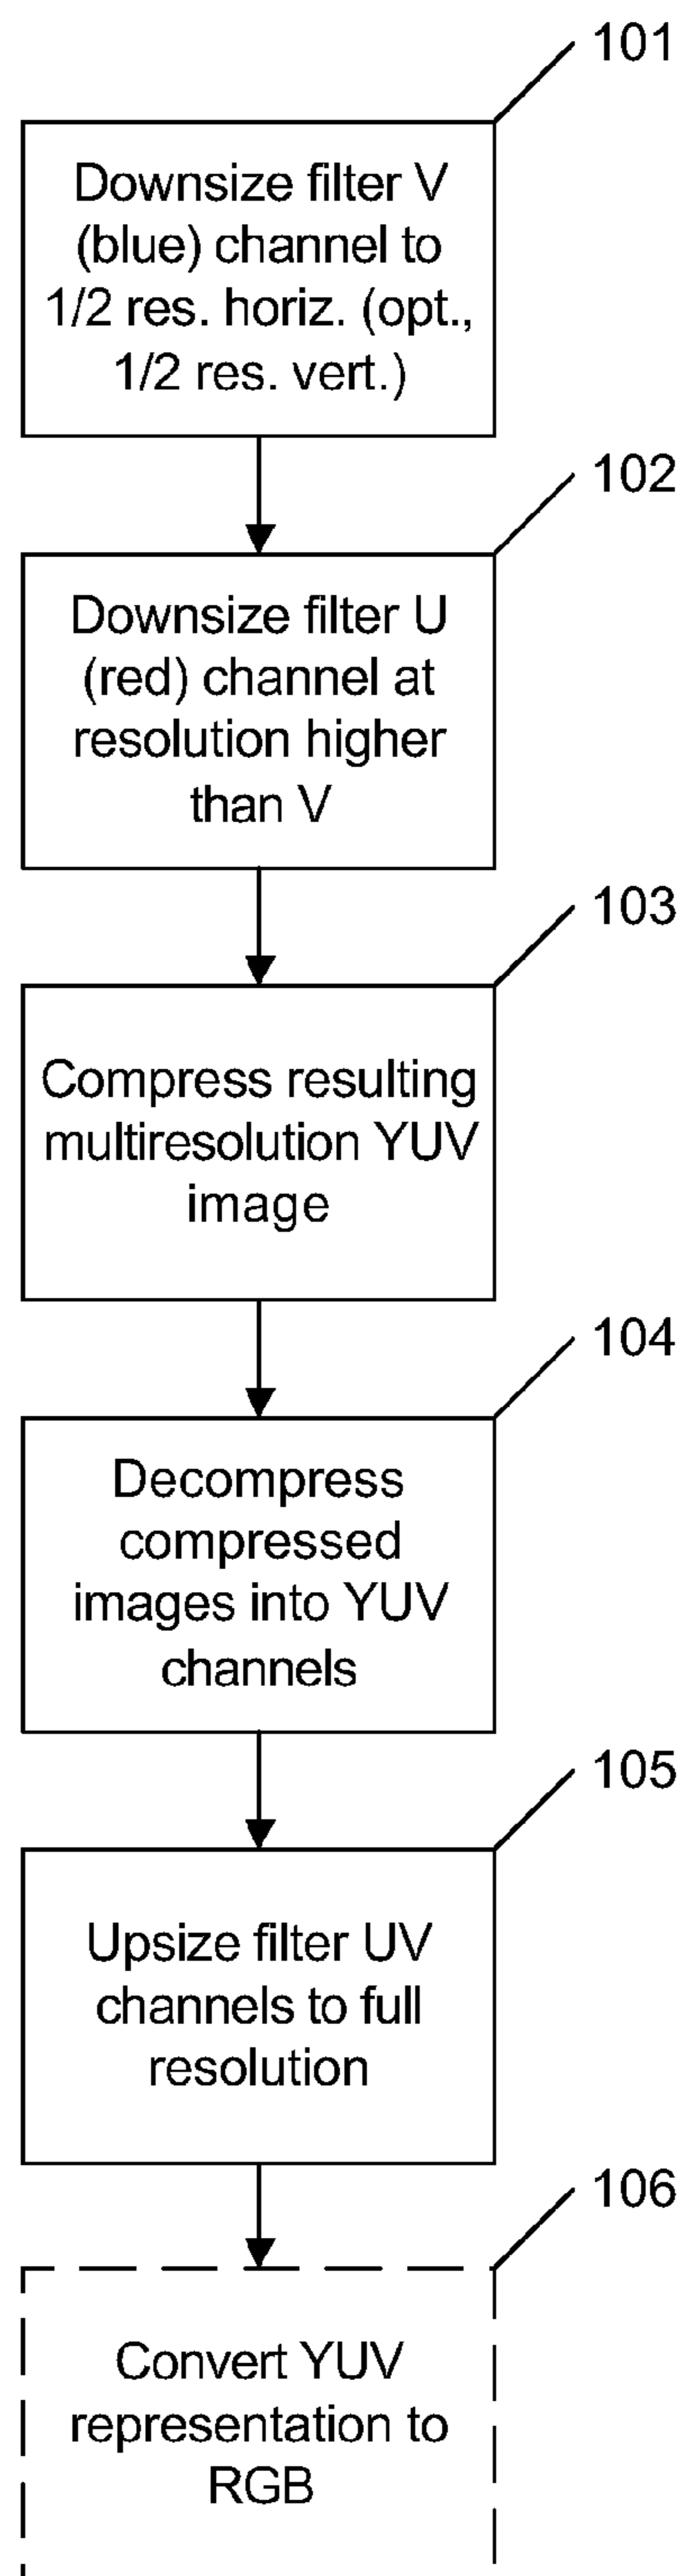 101
Downsize filter V
(blue) channel to
1/2 res. horiz. (opt.,
1/2 res. vert.)
102
Downsize filter U
(red) channel at
resolution higher
than V
103
Compress resulting
multiresolution YUV
image
104
Decompress
compressed
images into YUV
channels
105
Upsize filter UV
channels to full
resolution
106
Convert YUV
representation to
RGB